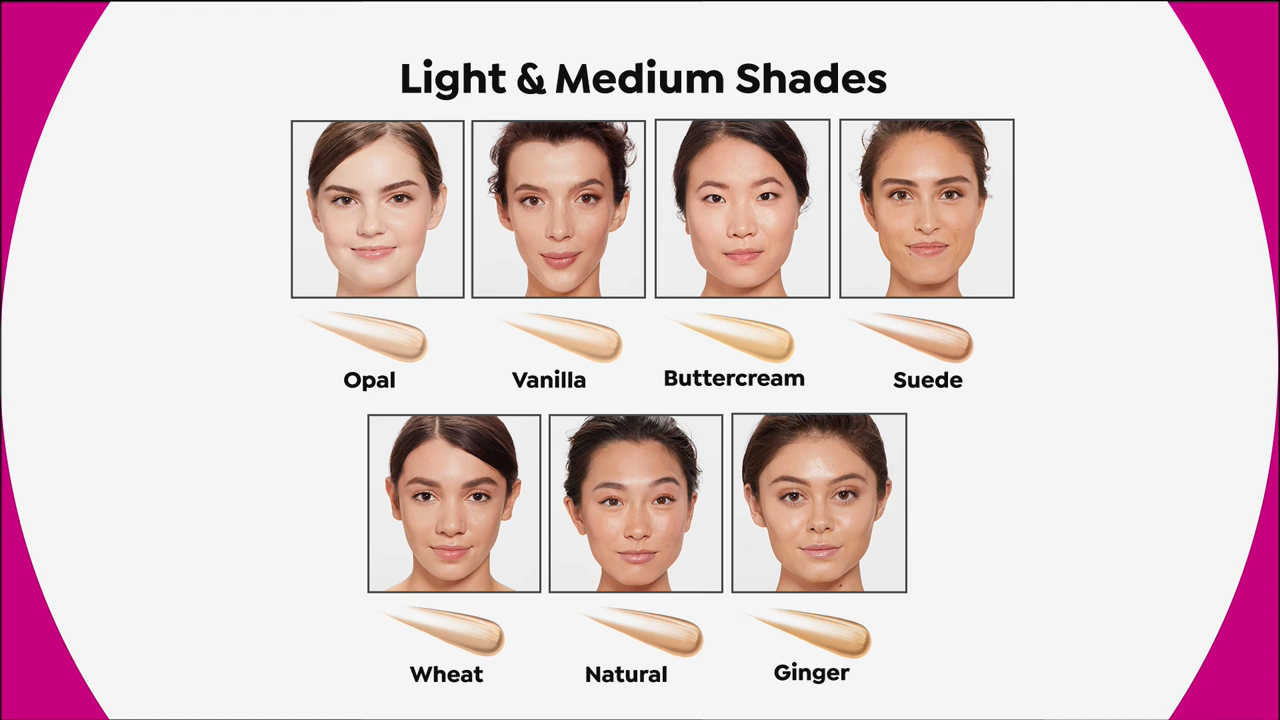 Light & Medium Shades
Opal Vanilla Buttercream Suede
Wheat Natural Ginger